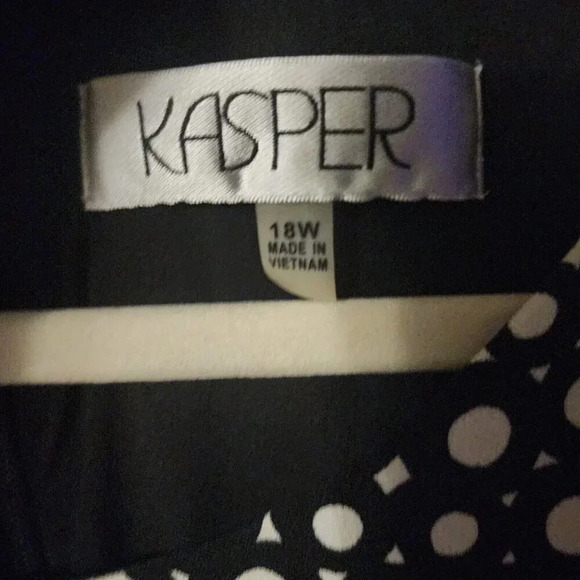 KASPER
18W
MADE IN
VIETNAM